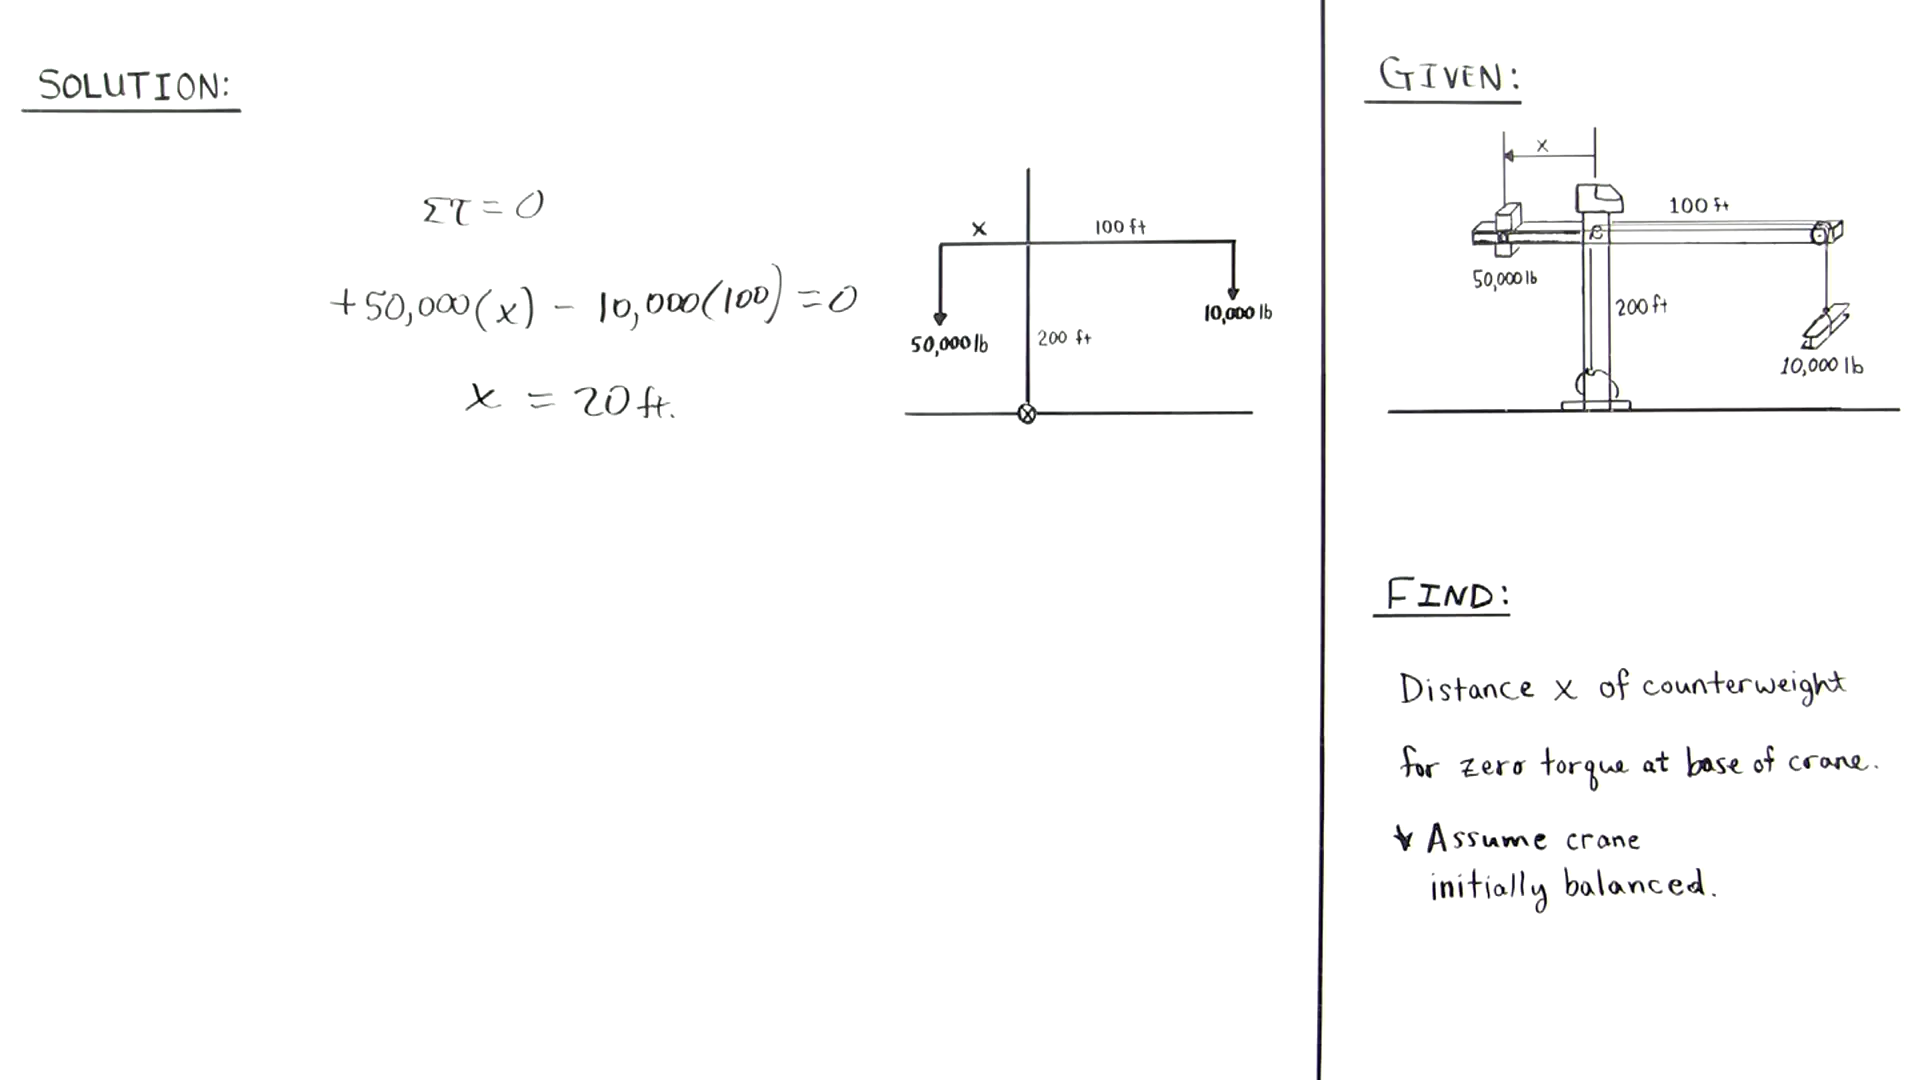 SOLUTION:
Στ = 0
+50,000(x) - 10,000(100) = 0
x = 20 ft.
x
100 ft
50,000 lb
10,000 lb
200 ft
GIVEN:
x
100 ft
50,000 lb
200 ft
10,000 lb
FIND:
Distance x of counterweight
for zero torque at base of crane.
* Assume crane
initially balanced.